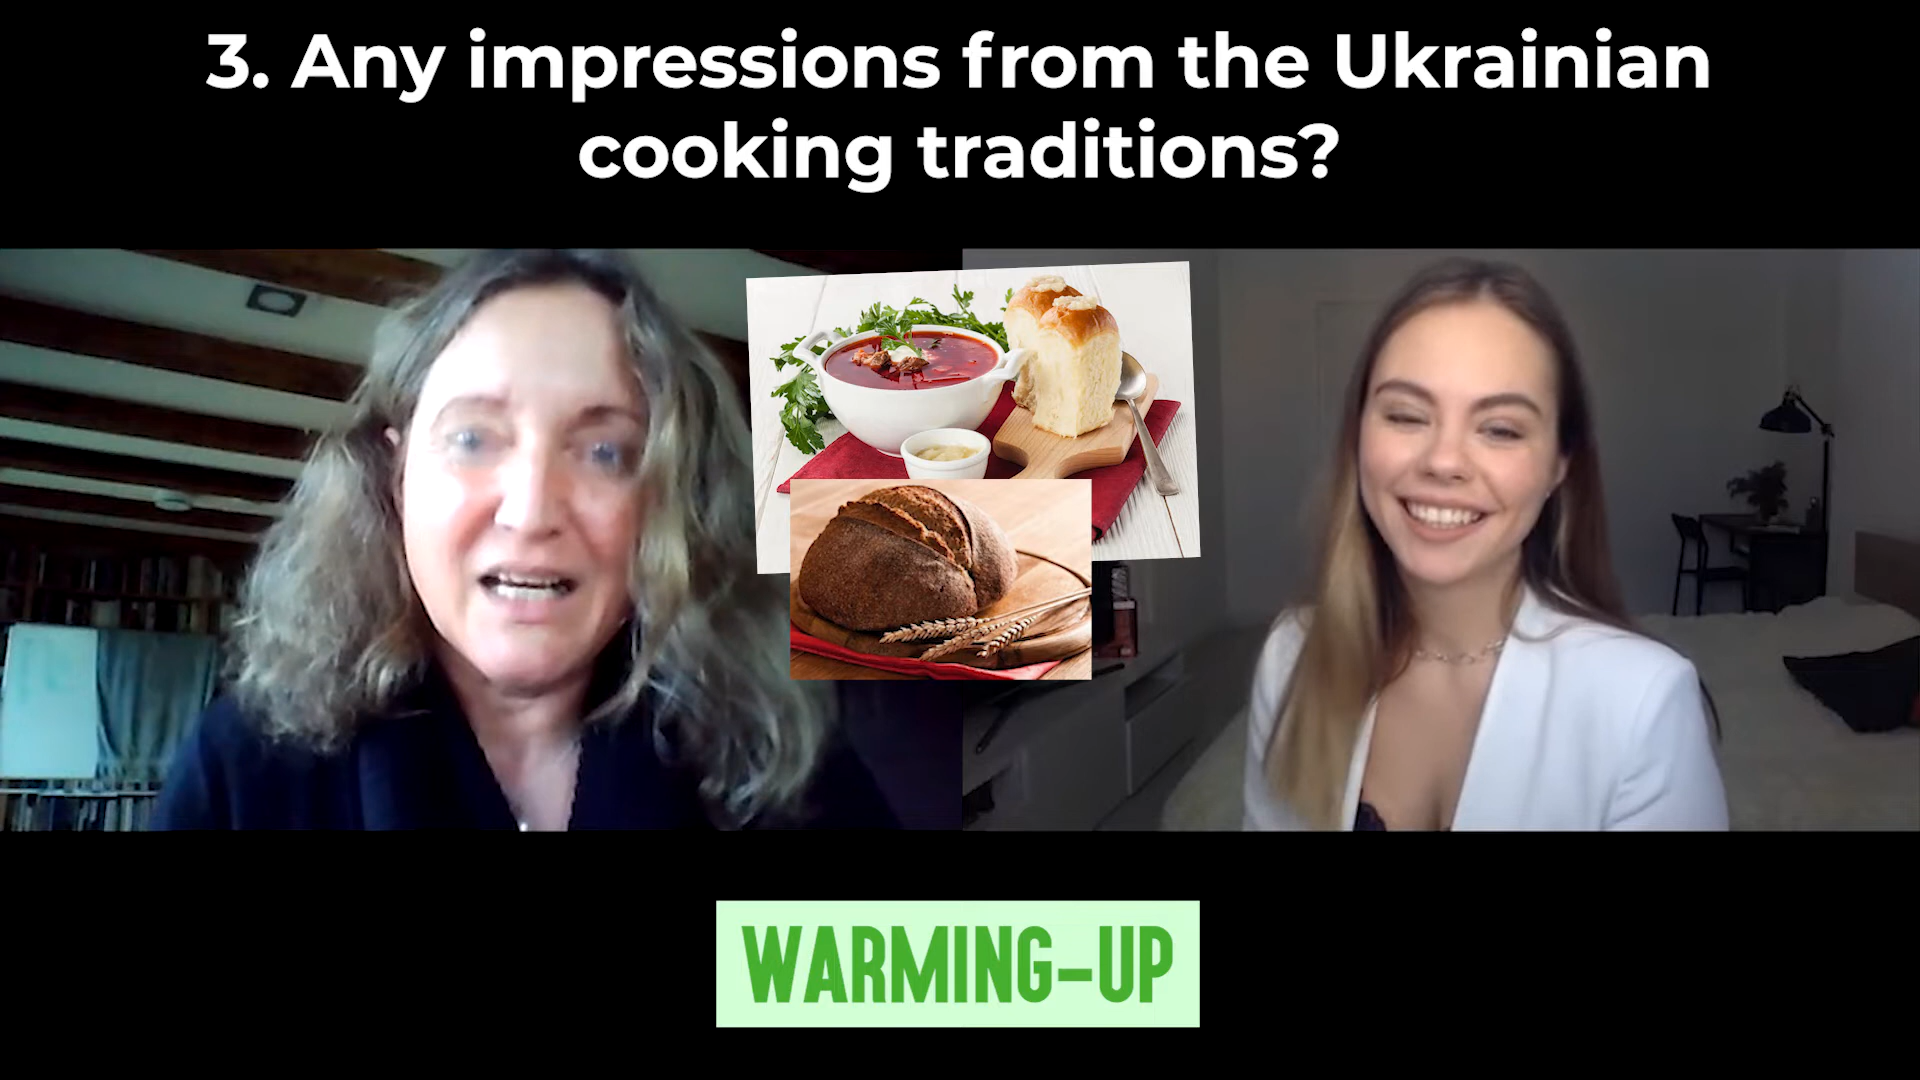 3. Any impressions from the Ukrainian
cooking traditions?
WARMING-UP